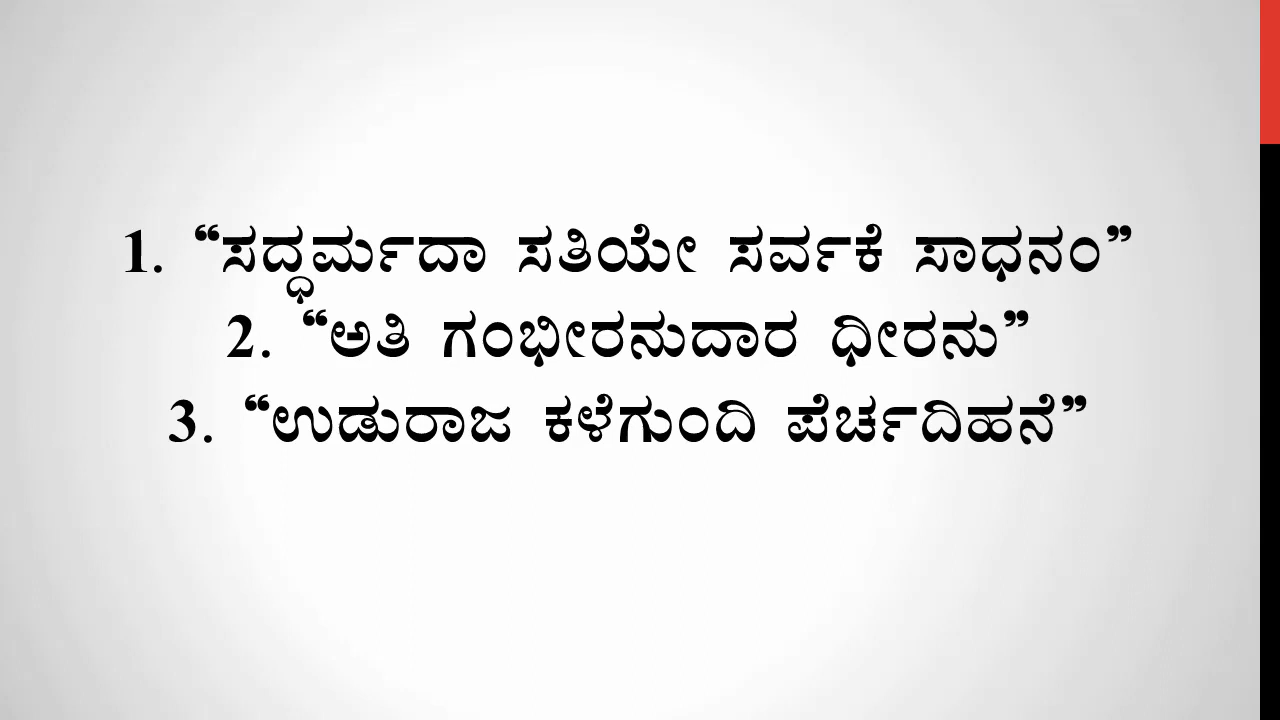 1. “ಸದ್ಧರ್ಮದಾ ಸತಿಯೇ ಸರ್ವಕೆ ಸಾಧನಂ”
2. “ಅತಿ ಗಂಭೀರನುದಾರ ಧೀರನು”
3. “ಉಡುರಾಜ ಕಳೆಗುಂದಿ ಪೆರ್ಚದಿಹನೆ”